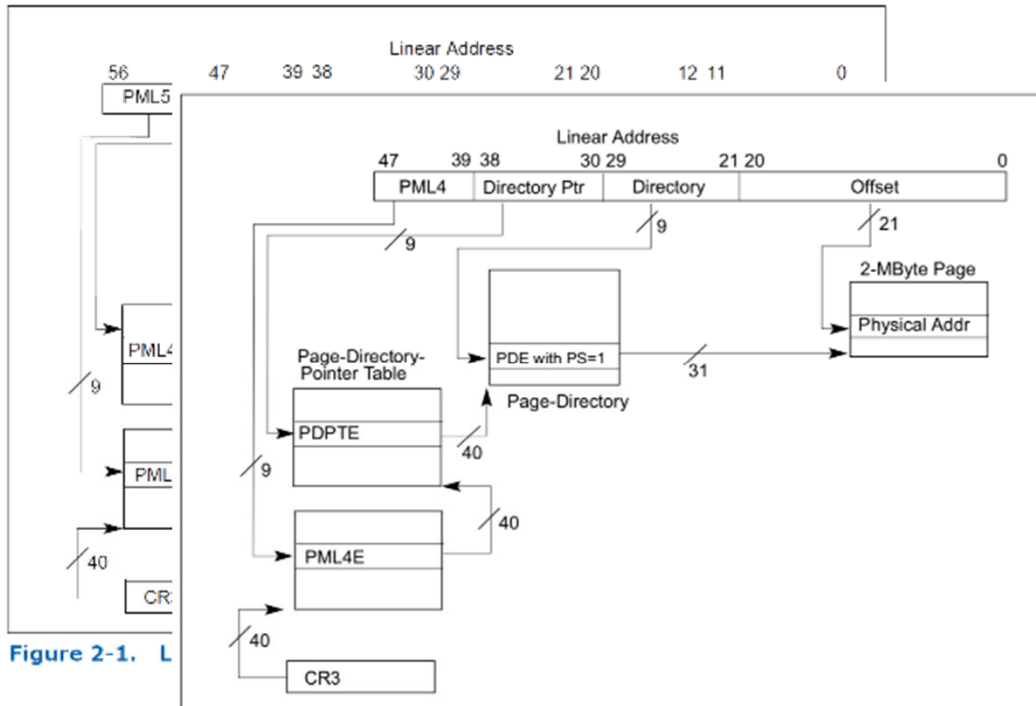 Linear Address
56 47 39 38 30 29 21 20 12 11 0
PML5
Linear Address
47 39 38 30 29 21 20 0
PML4 Directory Ptr Directory Offset
9 9 21
2-MByte Page
Physical Addr
PDE with PS=1
31
Page-Directory
Page-Directory-
Pointer Table
PDPTE
40
9
40
PML4E
40
CR3
PML4
9
PML
40
CR3
Figure 2-1. L